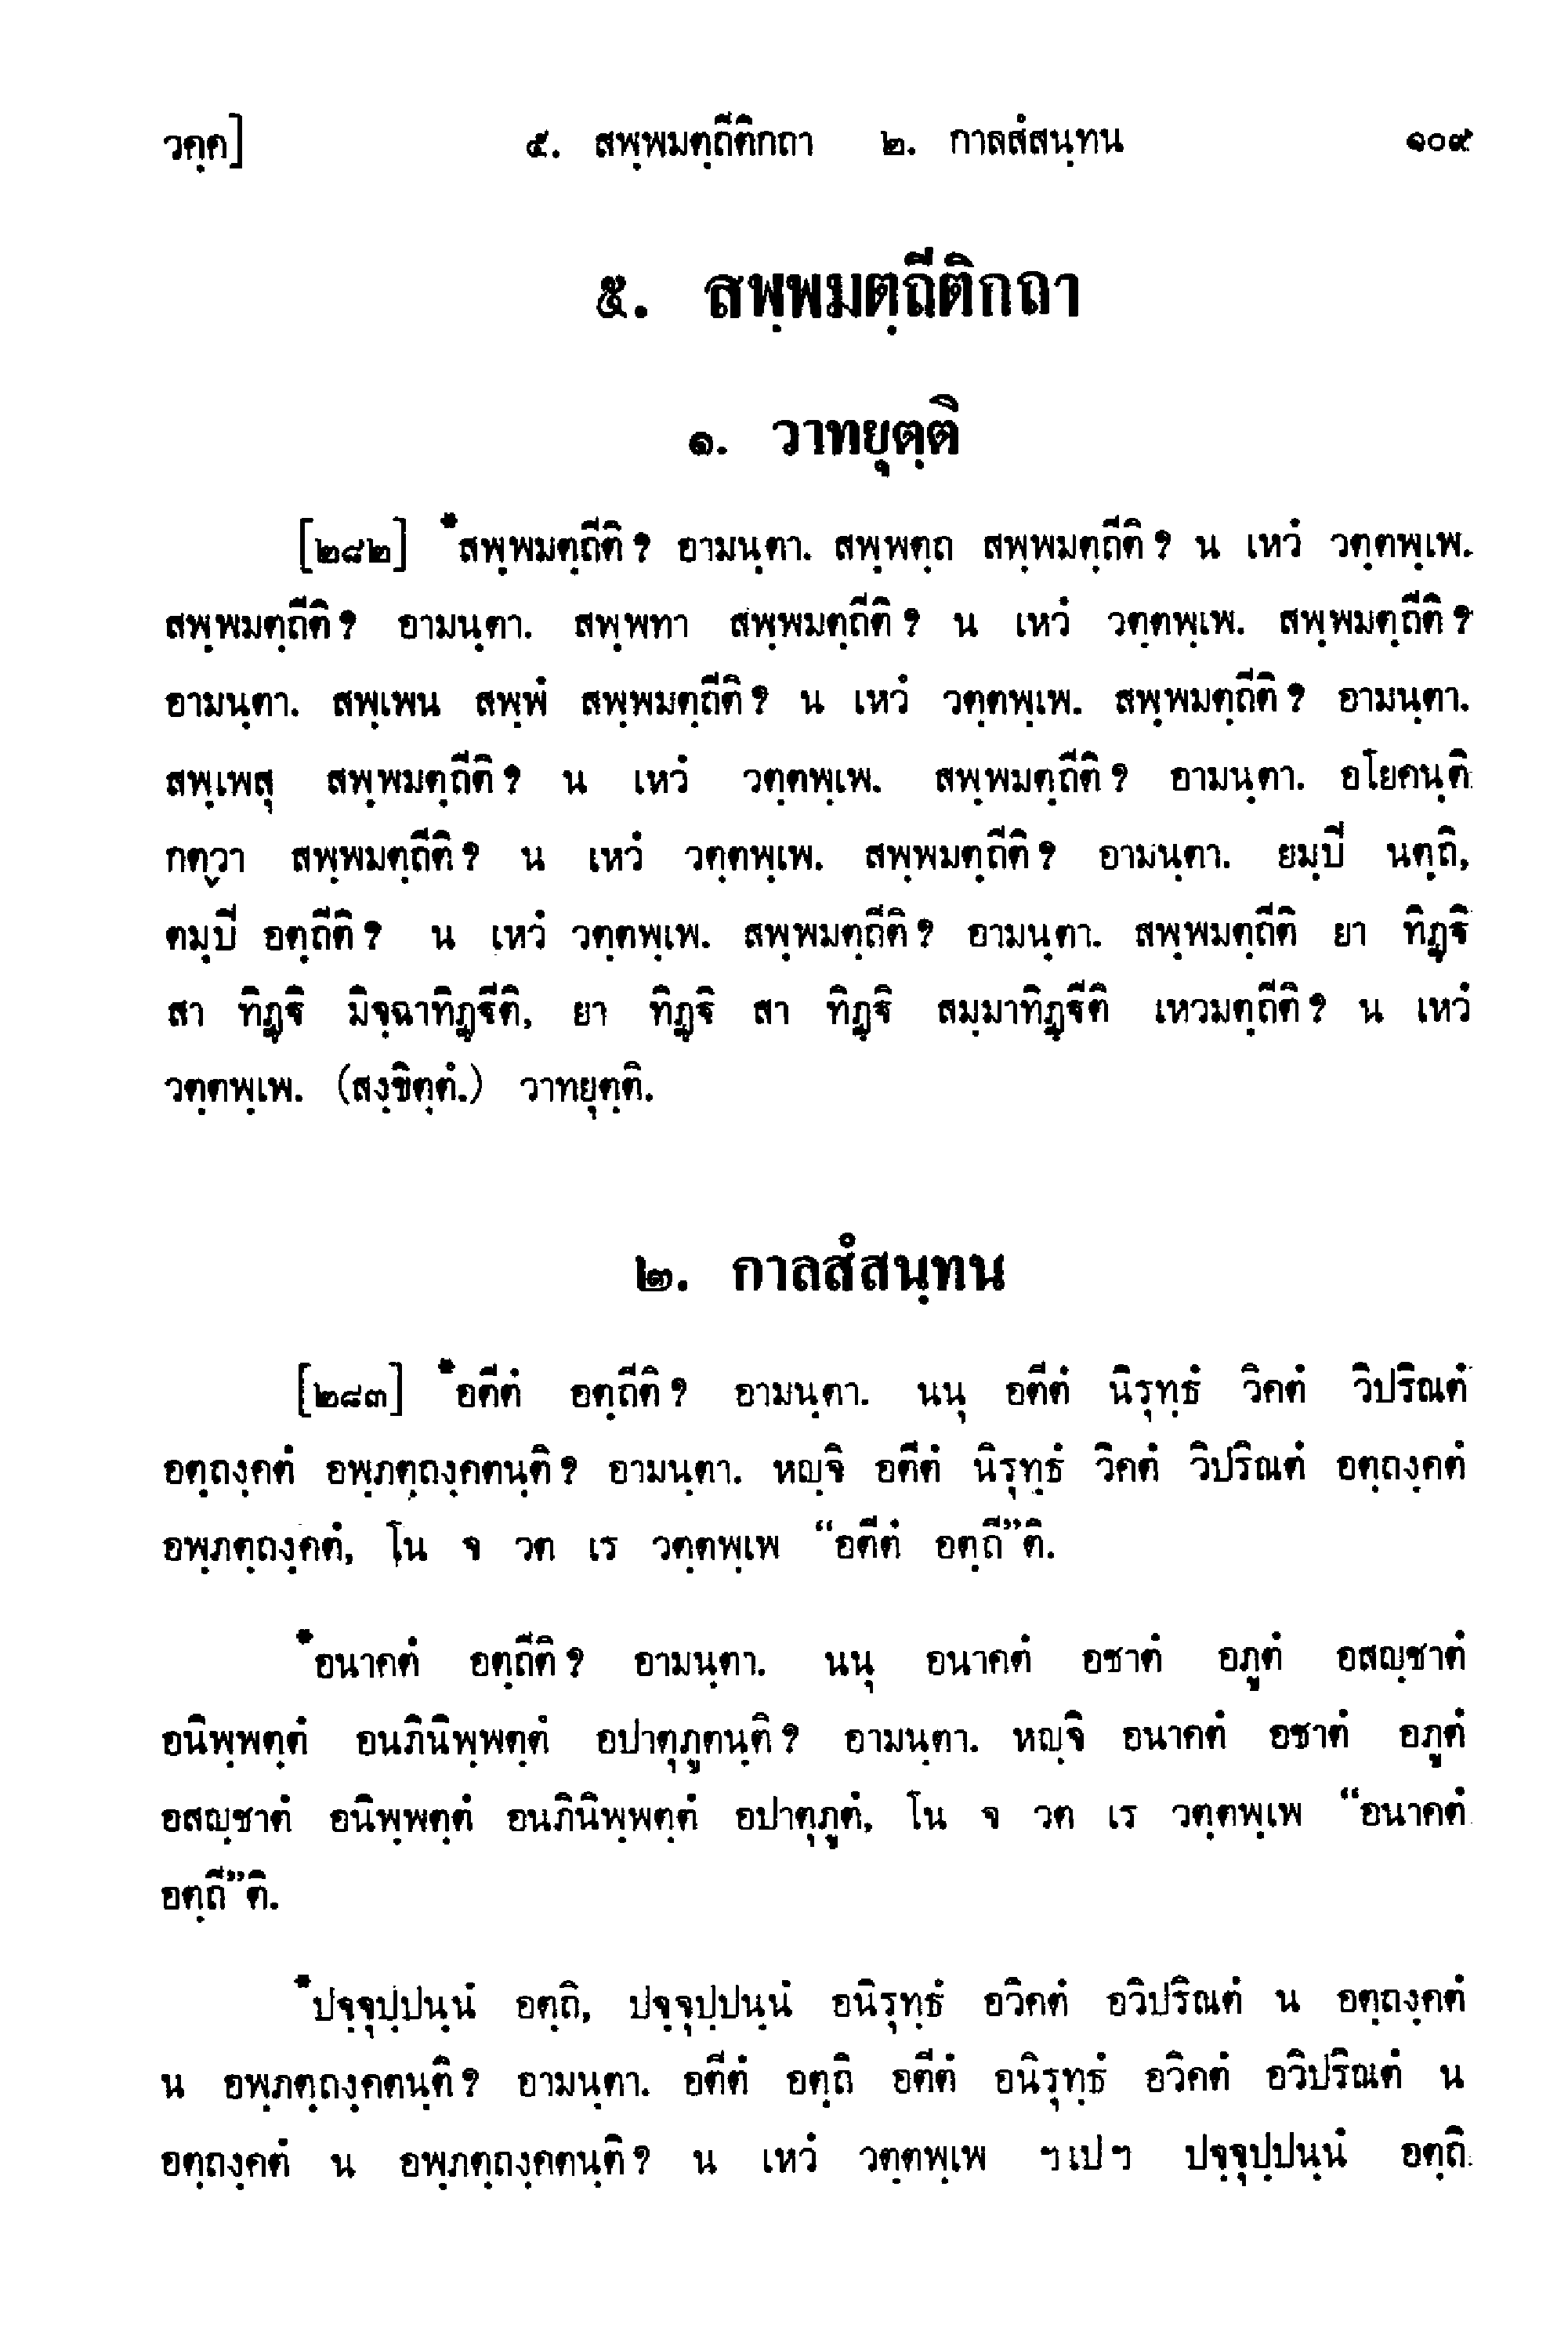 วคฺค] ๕. สพฺพมตฺถีติกถา ๒. กาลสํสนฺทน ๑๐๙
๕. สพฺพมตฺถีติกถา
๑. วาทยุตฺติ
[๒๘๒] *สพฺพมตฺถีติ? อามนฺตา. สพฺพตฺถ สพฺพมตฺถีติ? น เหวํ วตฺตพฺเพ.
สพฺพมตฺถีติ? อามนฺตา. สพฺพทา สพฺพมตฺถีติ? น เหวํ วตฺตพฺเพ. สพฺพมตฺถีติ?
อามนฺตา. สพฺเพน สพฺพํ สพฺพมตฺถีติ? น เหวํ วตฺตพฺเพ. สพฺพมตฺถีติ? อามนฺตา.
สพฺเพสุ สพฺพมตฺถีติ? น เหวํ วตฺตพฺเพ. สพฺพมตฺถีติ? อามนฺตา. อโยคนฺติ
กตฺวา สพฺพมตฺถีติ? น เหวํ วตฺตพฺเพ. สพฺพมตฺถีติ? อามนฺตา. ยมฺปิ นตฺถิ,
ตมฺปิ อตฺถีติ? น เหวํ วตฺตพฺเพ. สพฺพมตฺถีติ? อามนฺตา. สพฺพมตฺถีติ ยา ทิฏฺฐิ
สา ทิฏฺฐิ มิจฺฉาทิฏฺฐีติ, ยา ทิฏฺฐิ สา ทิฏฺฐิ สมฺมาทิฏฺฐีติ เหวมตฺถีติ? น เหวํ
วตฺตพฺเพ. (สงฺขิตฺตํ.) วาทยุตฺติ.
๒. กาลสํสนฺทน
[๒๘๓] *อตีตํ อตฺถีติ? อามนฺตา. นนุ อตีตํ นิรุทฺธํ วิคตํ วิปริณตํ
อตฺถงฺคตํ อพฺภตฺถงฺคตนฺติ? อามนฺตา. หญฺจิ อตีตํ นิรุทฺธํ วิคตํ วิปริณตํ อตฺถงฺคตํ
อพฺภตฺถงฺคตํ, โน จ วต เร วตฺตพฺเพ “อตีตํ อตฺถี”ติ.
*อนาคตํ อตฺถีติ? อามนฺตา. นนุ อนาคตํ อชาตํ อภูตํ อสญฺชาตํ
อนิพฺพตฺตํ อนภินิพฺพตฺตํ อปาตุภูตนฺติ? อามนฺตา. หญฺจิ อนาคตํ อชาตํ อภูตํ
อสญฺชาตํ อนิพฺพตฺตํ อนภินิพฺพตฺตํ อปาตุภูตํ, โน จ วต เร วตฺตพฺเพ “อนาคตํ
อตฺถี”ติ.
*ปจฺจุปฺปนฺนํ อตฺถิ, ปจฺจุปฺปนฺนํ อนิรุทฺธํ อวิคตํ อวิปริณตํ น อตฺถงฺคตํ
น อพฺภตฺถงฺคตนฺติ? อามนฺตา. อตีตํ อตฺถิ อตีตํ อนิรุทฺธํ อวิคตํ อวิปริณตํ น
อตฺถงฺคตํ น อพฺภตฺถงฺคตนฺติ? น เหวํ วตฺตพฺเพ ฯเปฯ ปจฺจุปฺปนฺนํ อตฺถิ